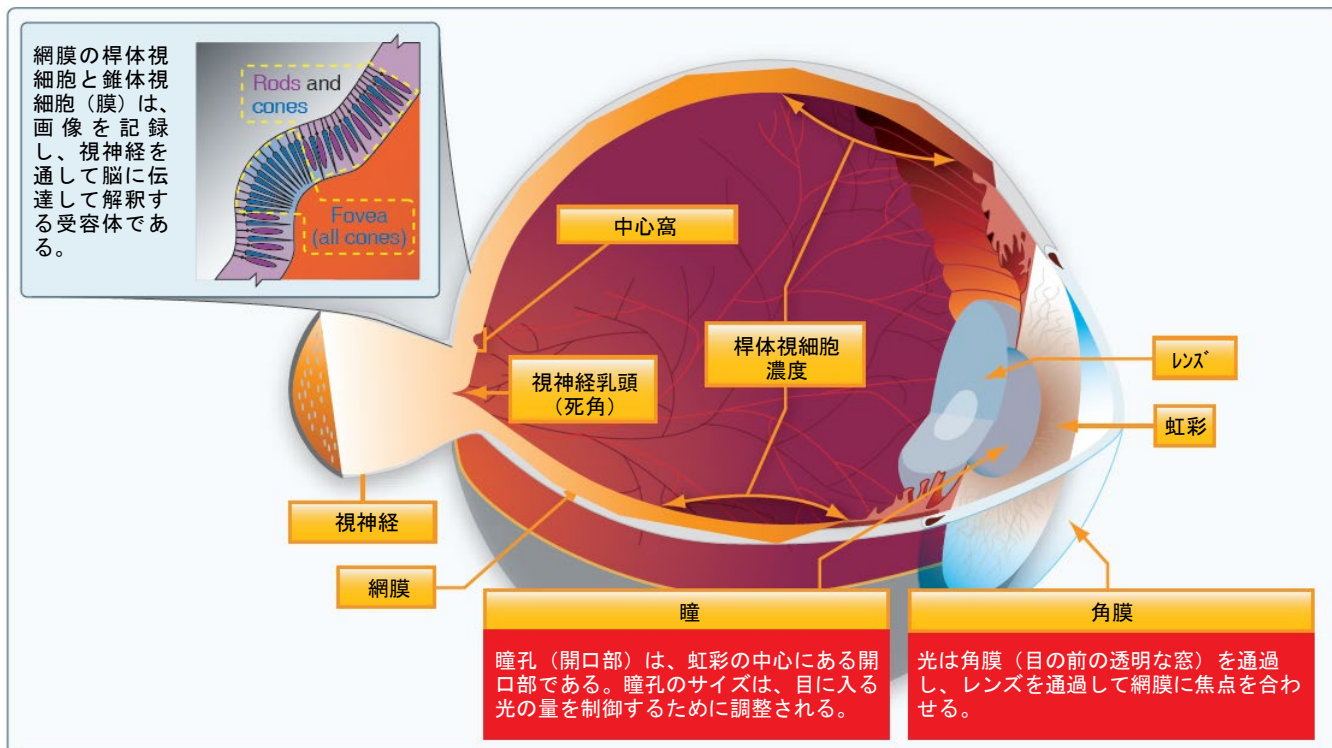 網膜の桿体視
細胞と錐体視
細胞（膜）は、
画像を記録
し、視神経を
通して脳に伝
達して解釈す
る受容体であ
る。
Rods and
cones
Fovea
(all cones)
中心窩
視神経乳頭
（死角）
桿体視細胞
濃度
ﾚﾝｽﾞ
虹彩
視神経
網膜
瞳
瞳孔（開口部）は、虹彩の中心にある開
口部である。瞳孔のサイズは、目に入る
光の量を制御するために調整される。
角膜
光は角膜（目の前の透明な窓）を通過
し、レンズを通過して網膜に焦点を合わ
せる。